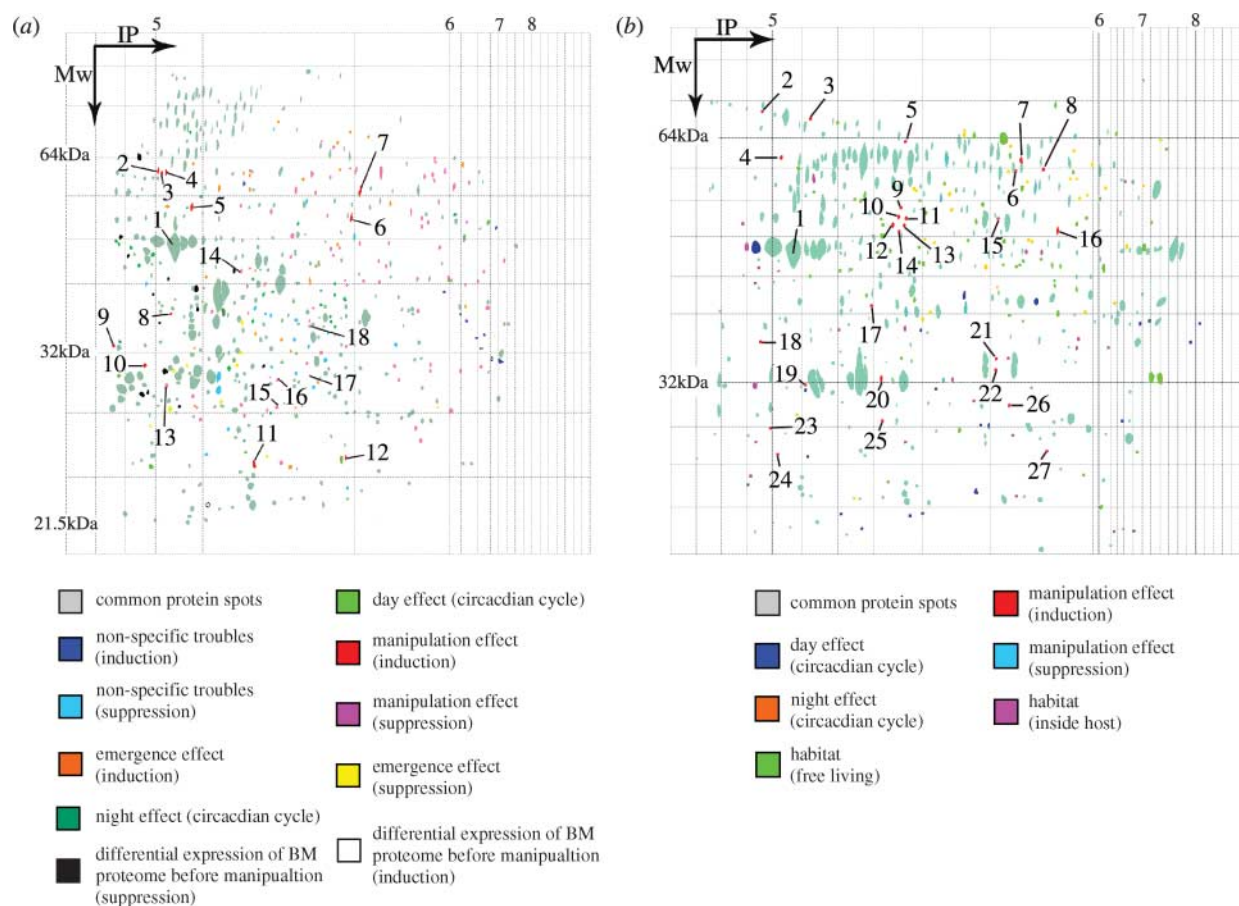 (a)
5
6
7
8
IP
Mw
64kDa
2
3
4
5
7
6
1
14
8
9
10
18
32kDa
15
16
17
13
11
12
21.5kDa
common protein spots
non-specific troubles
(induction)
non-specific troubles
(suppression)
emergence effect
(induction)
night effect (circacdian cycle)
differential expression of BM
proteome before manipualtion
(suppression)
day effect (circacdian cycle)
manipulation effect
(induction)
manipulation effect
(suppression)
emergence effect
(suppression)
differential expression of BM
proteome before manipualtion
(induction)
(b)
5
6
7
8
IP
Mw
2
3
64kDa
5
7
8
4
6
9
10
11
1
12
13
14
15
16
17
18
21
19
32kDa
20
22
23
25
26
24
27
common protein spots
day effect
(circacdian cycle)
night effect
(circacdian cycle)
habitat
(free living)
manipulation effect
(induction)
manipulation effect
(suppression)
habitat
(inside host)